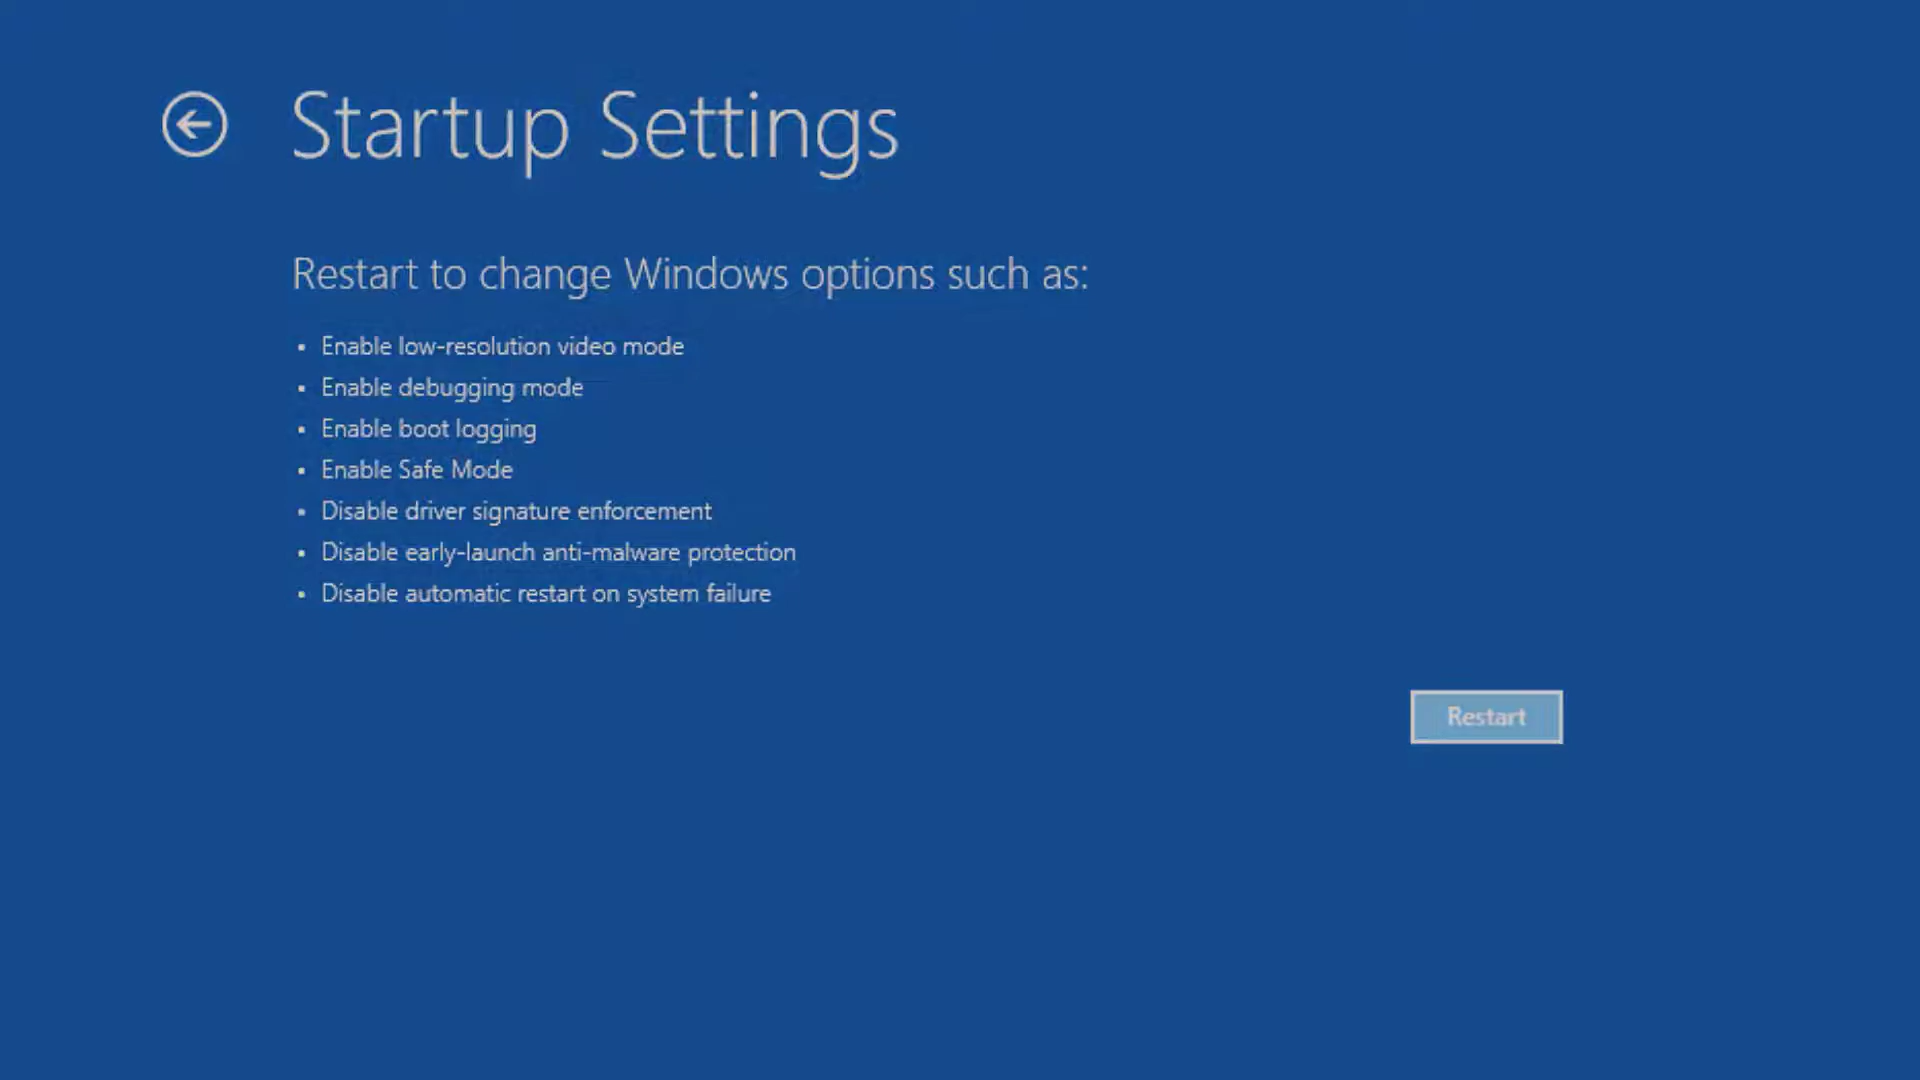 Startup Settings
Restart to change Windows options such as:
Enable low-resolution video mode
Enable debugging mode
Enable boot logging
Enable Safe Mode
Disable driver signature enforcement
Disable early-launch anti-malware protection
Disable automatic restart on system failure
Restart